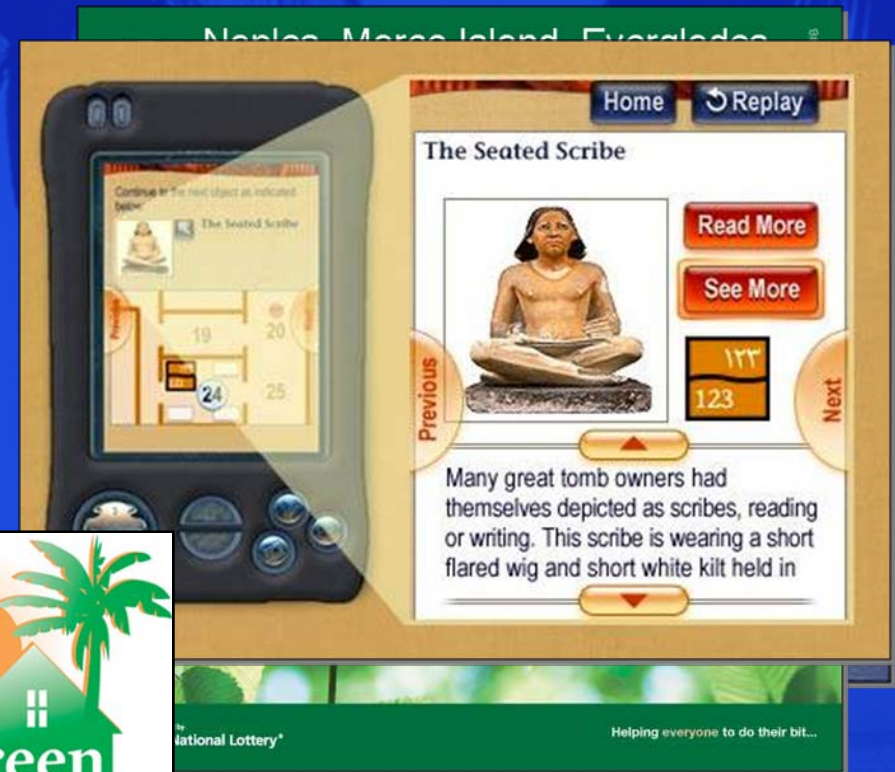 Naples, Marco Island, Everglades
Home
Replay
The Seated Scribe
Read More
See More
١٢٣
123
Previous
Next
Many great tomb owners had
themselves depicted as scribes, reading
or writing. This scribe is wearing a short
flared wig and short white kilt held in
Continue to the next object as indicated
below:
The Seated Scribe
Previous
19
20
24
25
by
National Lottery®
Helping everyone to do their bit...
reen